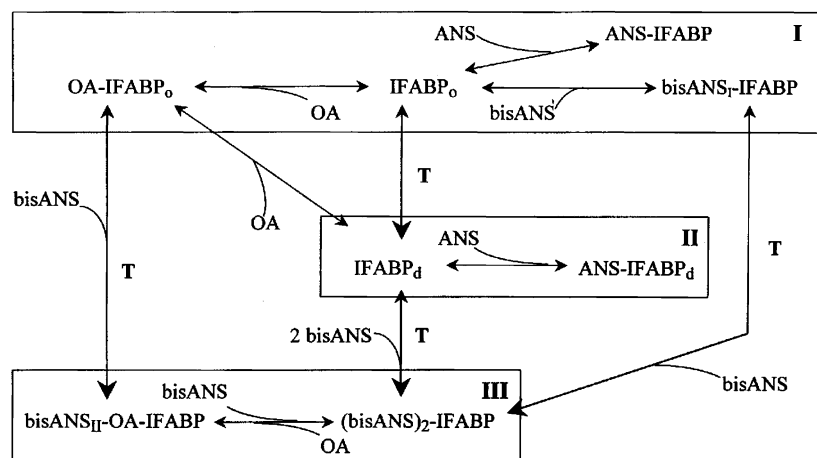 ANS ANS-IFABP I
OA-IFABPo IFABPo bisANSI-IFABP
OA bisANS
bisANS T
OA
T T
ANS II
IFABPd ANS-IFABPd
2 bisANS T
bisANS III bisANS
bisANSII-OA-IFABP (bisANS)2-IFABP
OA